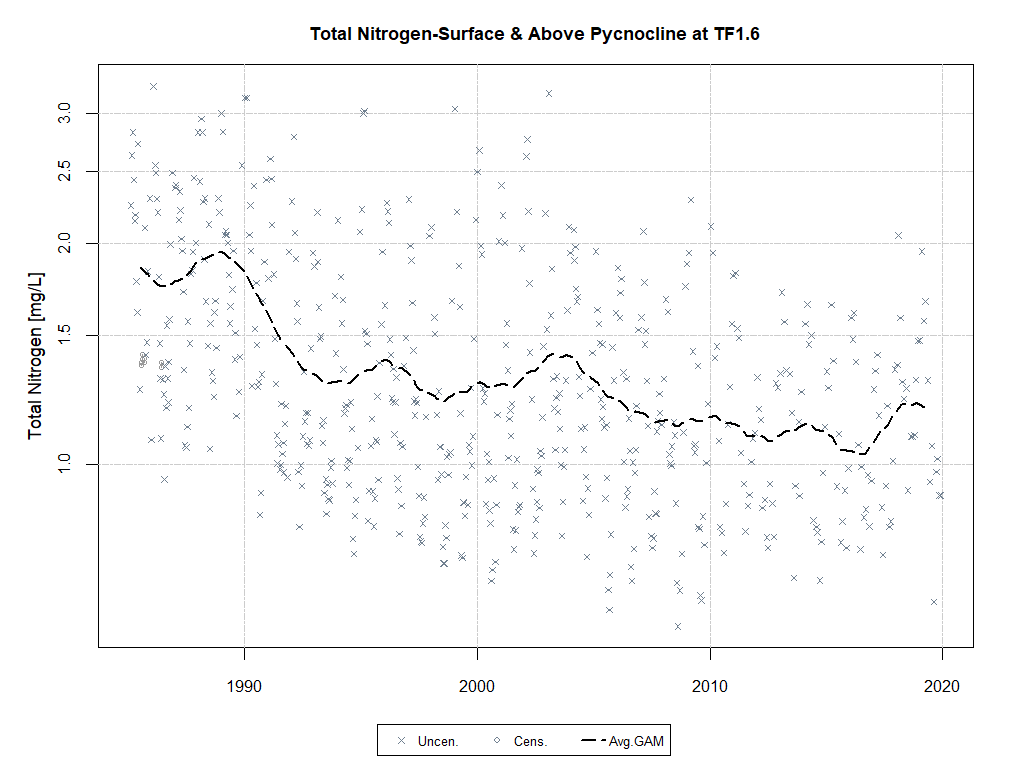 Total Nitrogen-Surface & Above Pycnocline at TF1.6
Total Nitrogen [mg/L]
3.0
2.5
2.0
1.5
1.0
1990 2000 2010 2020
Uncen. Cens. Avg.GAM